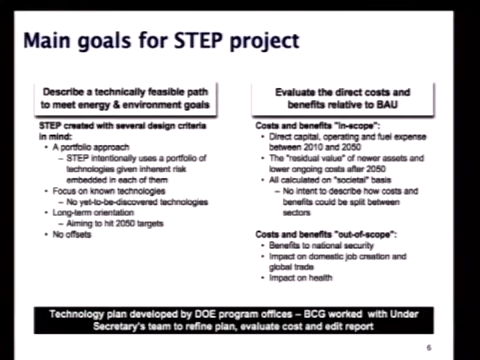 Main goals for STEP project
Describe a technically feasible path
to meet energy & environment goals
STEP created with several design criteria
in mind:
• A portfolio approach
– STEP intentionally uses a portfolio of
technologies given inherent risk
embedded in each of them
• Focus on known technologies
– No yet-to-be-discovered technologies
• Long-term orientation
– Aiming to hit 2050 targets
• No offsets
Evaluate the direct costs and
benefits relative to BAU
Costs and benefits "in-scope":
• Direct capital, operating and fuel expense
between 2010 and 2050
• The "residual value" of newer assets and
lower ongoing costs after 2050
• All calculated on "societal" basis
– No intent to describe how costs and
benefits could be split between
sectors
Costs and benefits "out-of-scope":
• Benefits to national security
• Impact on domestic job creation and
global trade
• Impact on health
Technology plan developed by DOE program offices – BCG worked with Under
Secretary's team to refine plan, evaluate cost and edit report
6